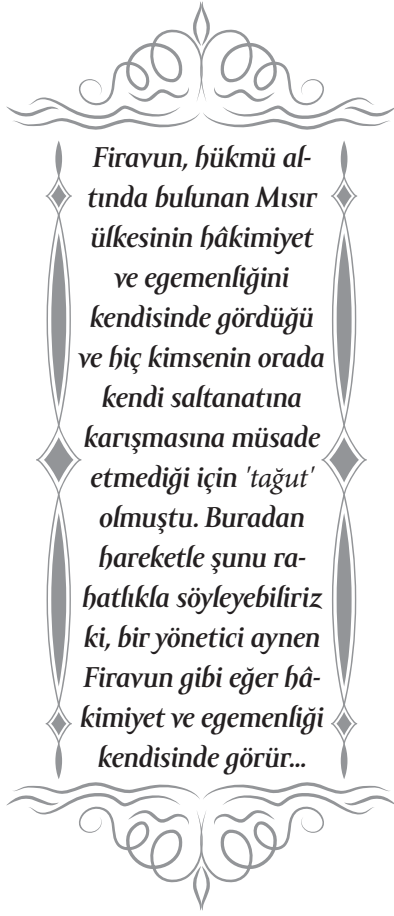 Firavun, hükmü al-
tında bulunan Mısır
ülkesinin hâkimiyet
ve egemenliğini
kendisinde gördüğü
ve hiç kimsenin orada
kendi saltanatına
karışmasına müsade
etmediği için 'tağut'
olmuştu. Buradan
hareketle şunu ra-
hatlıkla söyleyebiliriz
ki, bir yönetici aynen
Firavun gibi eğer hâ-
kimiyet ve egemenliği
kendisinde görür...